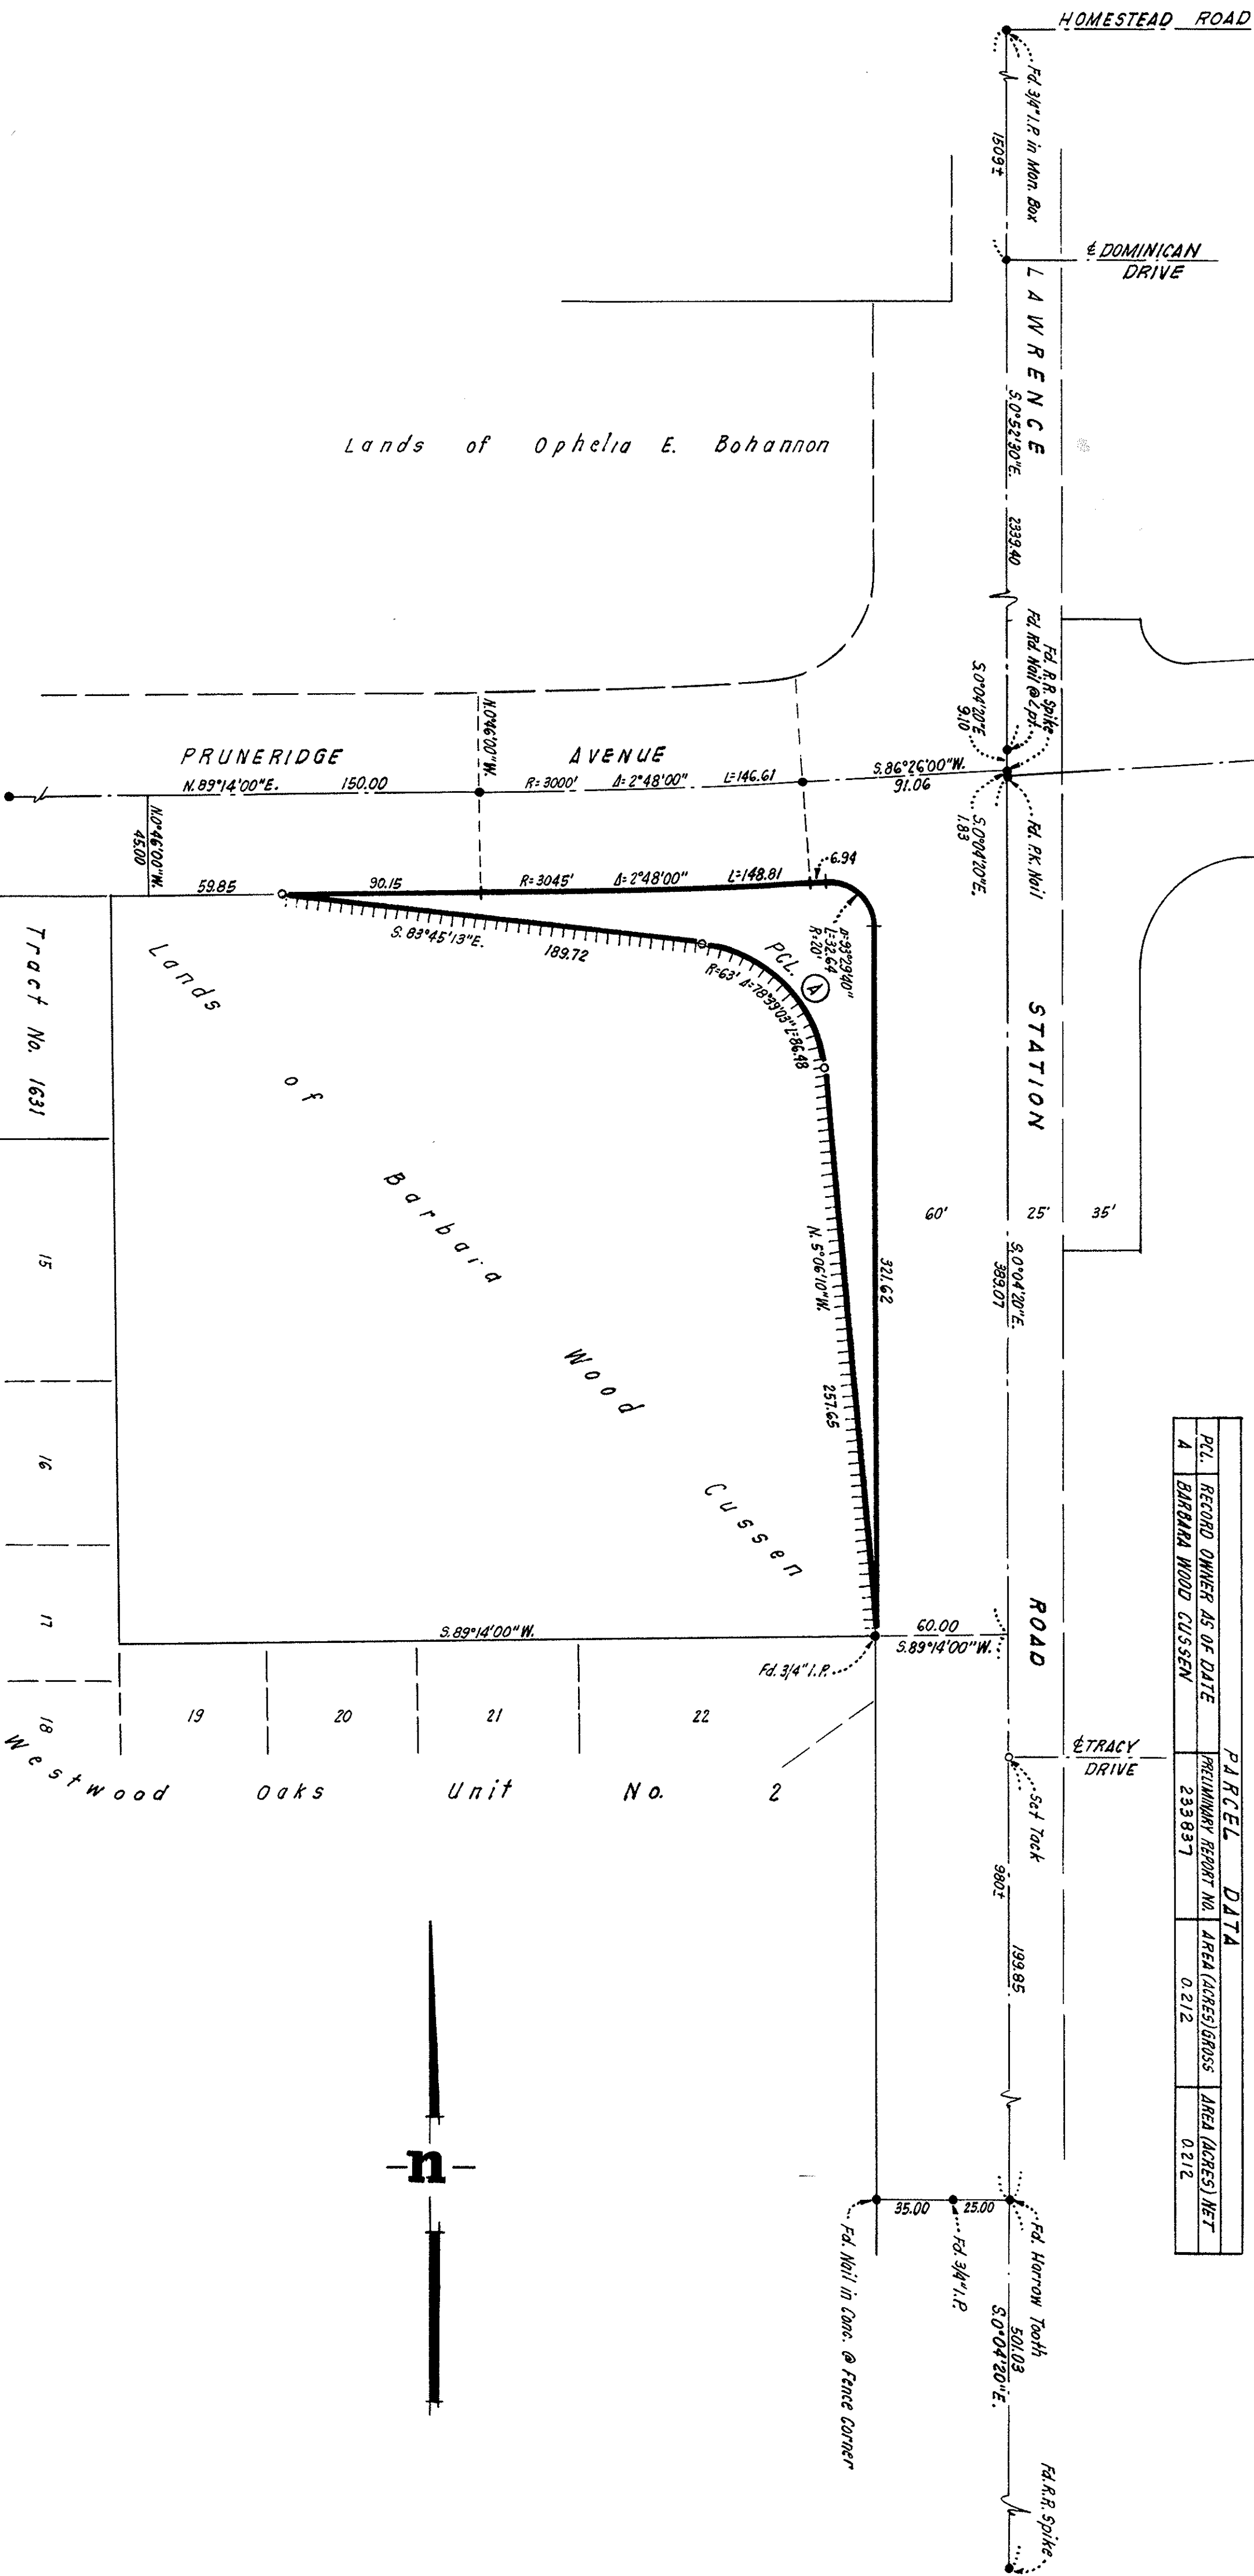 HOMESTEAD ROAD
Fd. 3/4" I.P. in Mon. Box
1509±
℄ DOMINICAN
DRIVE
LAWRENCE
S.0°52'30"E. 2339.40
Lands of Ophelia E. Bohannon
Fd. R.R. Spike
Fd. Rd. Nail @ 2 pt.
S.0°04'20"E
9.10
PRUNERIDGE AVENUE
N.0°46'00"W.
N.89°14'00"E. 150.00
R=3000' Δ=2°48'00" L=146.61
S.86°26'00"W.
91.06
S.0°04'20"E.
1.83
Fd. P.K. Nail
N.0°46'00"W.
45.00
59.85
90.15
R=3045' Δ=2°48'00" L=148.81
6.94
Δ=93°29'40"
L=32.64
R=20'
S. 83°45'13"E.
189.72
PCL. A
R=63' Δ=78°39'03" L=86.48
STATION
Tract No. 1631
Lands of Barbara Wood Cussen
60'
25'
35'
N. 5°06'10"W.
257.65
321.62
S.0°04'20"E.
389.07
15
16
17
18
PARCEL DATA
PCL. RECORD OWNER AS OF DATE PRELIMINARY REPORT NO. AREA (ACRES) GROSS AREA (ACRES) NET
A BARBARA WOOD CUSSEN 233837 0.212 0.212
ROAD
S.89°14'00"W.
60.00
S.89°14'00"W.
Fd. 3/4" I.P.
19
20
21
22
℄ TRACY
DRIVE
Set Tack
Westwood Oaks Unit No. 2
980±
199.85
n
35.00
25.00
Fd. Harrow Tooth
Fd. 3/4" I.P.
Fd. Nail in Conc. @ Fence Corner
501.03
S.0°04'20"E.
Fd. R.R. Spike